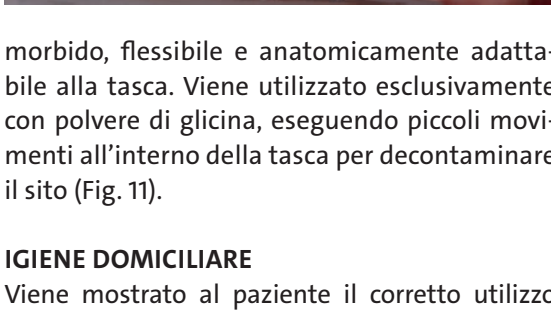 morbido, flessibile e anatomicamente adatta-
bile alla tasca. Viene utilizzato esclusivamente
con polvere di glicina, eseguendo piccoli movi-
menti all'interno della tasca per decontaminare
il sito (Fig. 11).
IGIENE DOMICILIARE
Viene mostrato al paziente il corretto utilizzo